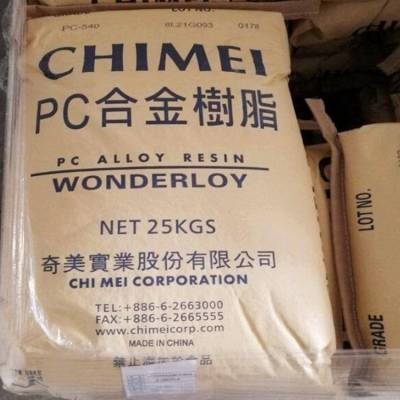 LOT NO.
PC-540 8L21G093 0178
CHIMEI
PC合金樹脂
PC ALLOY RESIN
WONDERLOY
NET 25KGS
奇美實業股份有限公司
CHI MEI CORPORATION
TEL:+886-6-2663000
FAX:+886-6-2665555
www.chimeicorp.com
MADE IN CHINA
LOT NO.
GRADE